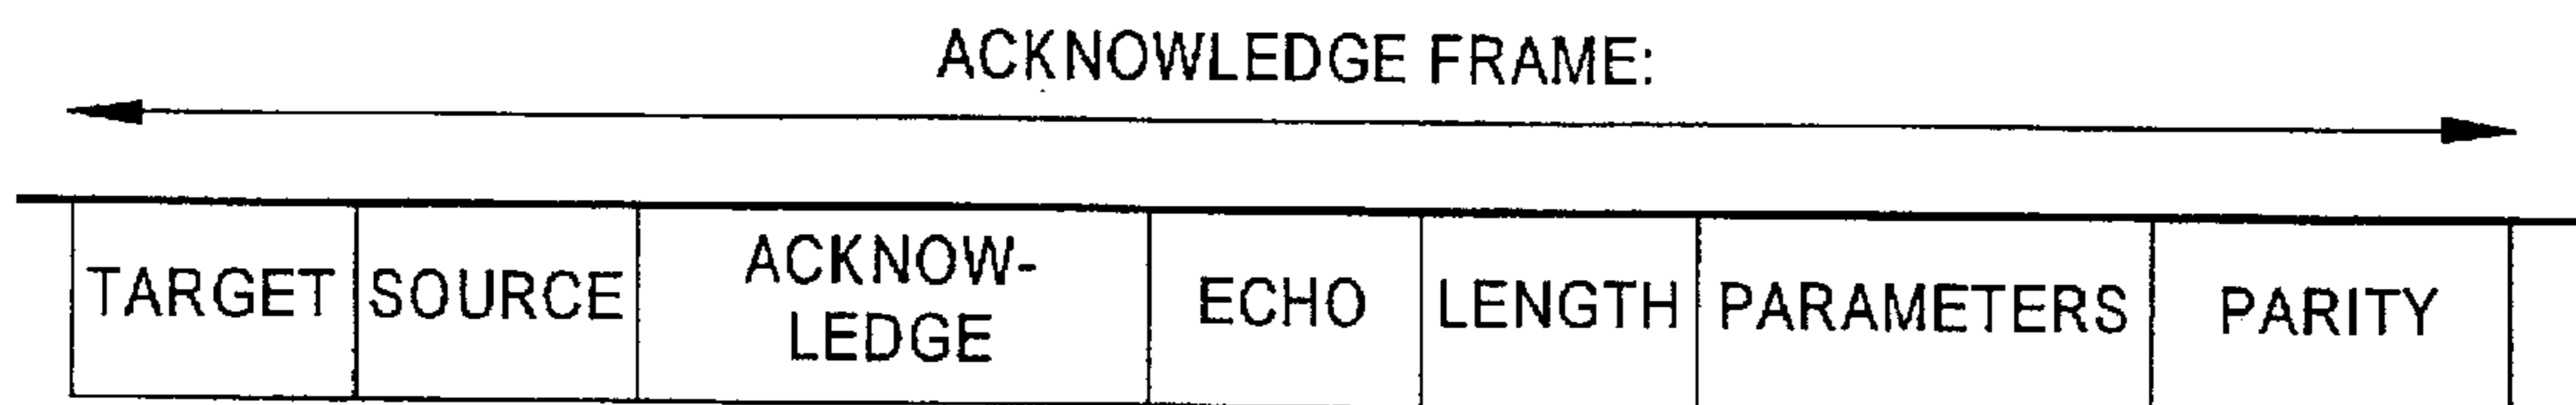 ACKNOWLEDGE FRAME:
TARGET SOURCE ACKNOW-
LEDGE ECHO LENGTH PARAMETERS PARITY